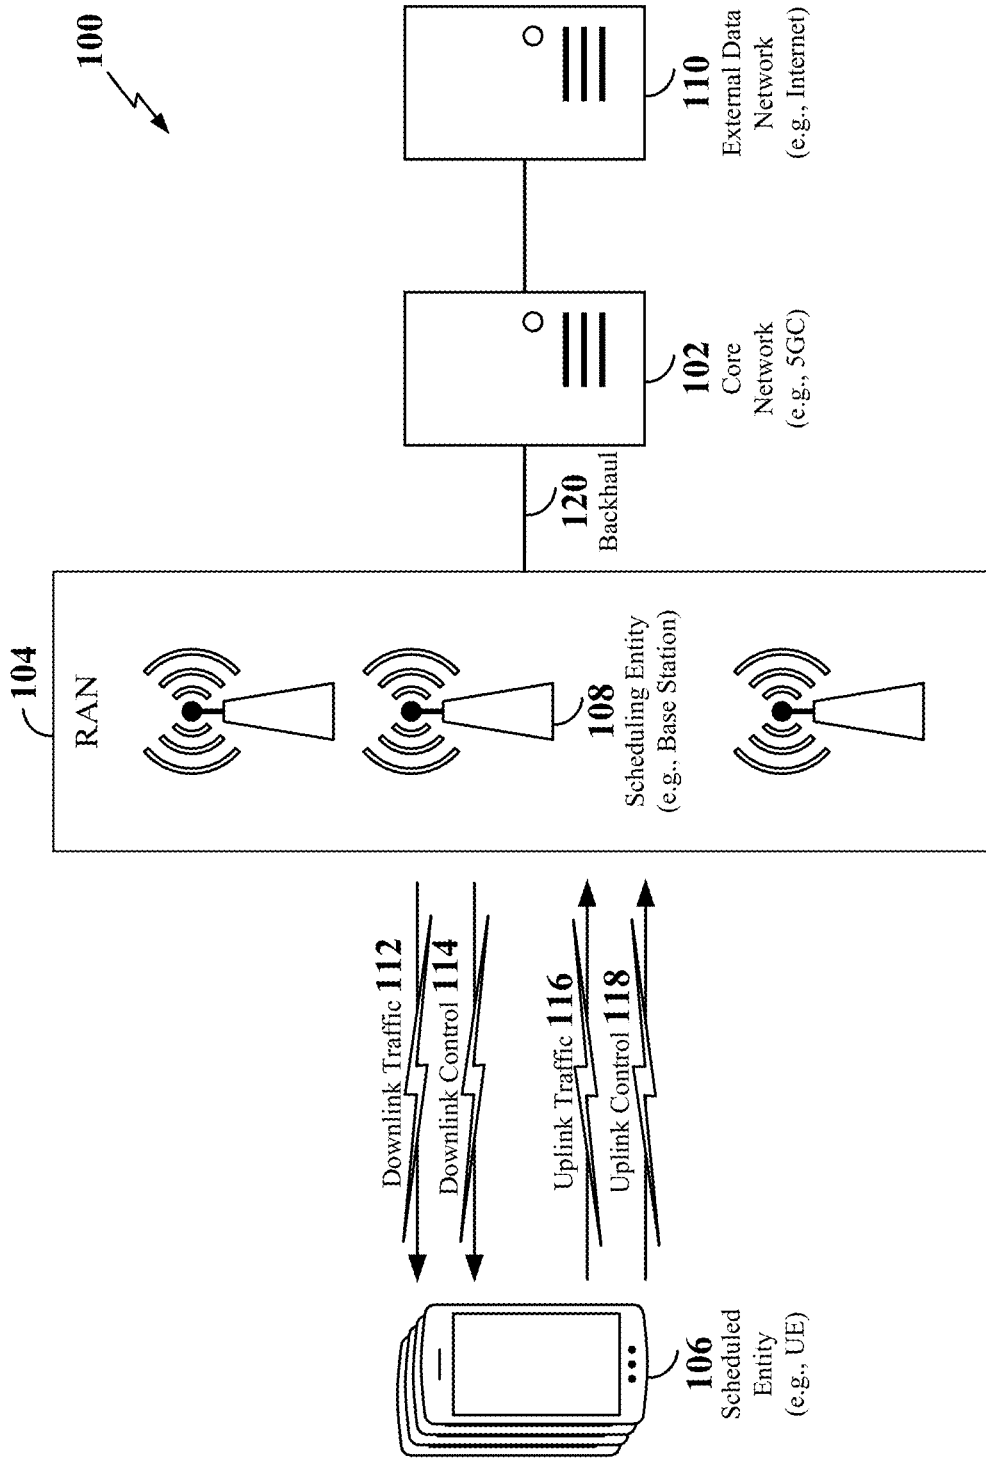 100
104
RAN
108
Scheduling Entity
(e.g., Base Station)
Downlink Traffic 112
Downlink Control 114
Uplink Traffic 116
Uplink Control 118
106
Scheduled
Entity
(e.g., UE)
120
Backhaul
102
Core
Network
(e.g., 5GC)
110
External Data
Network
(e.g., Internet)